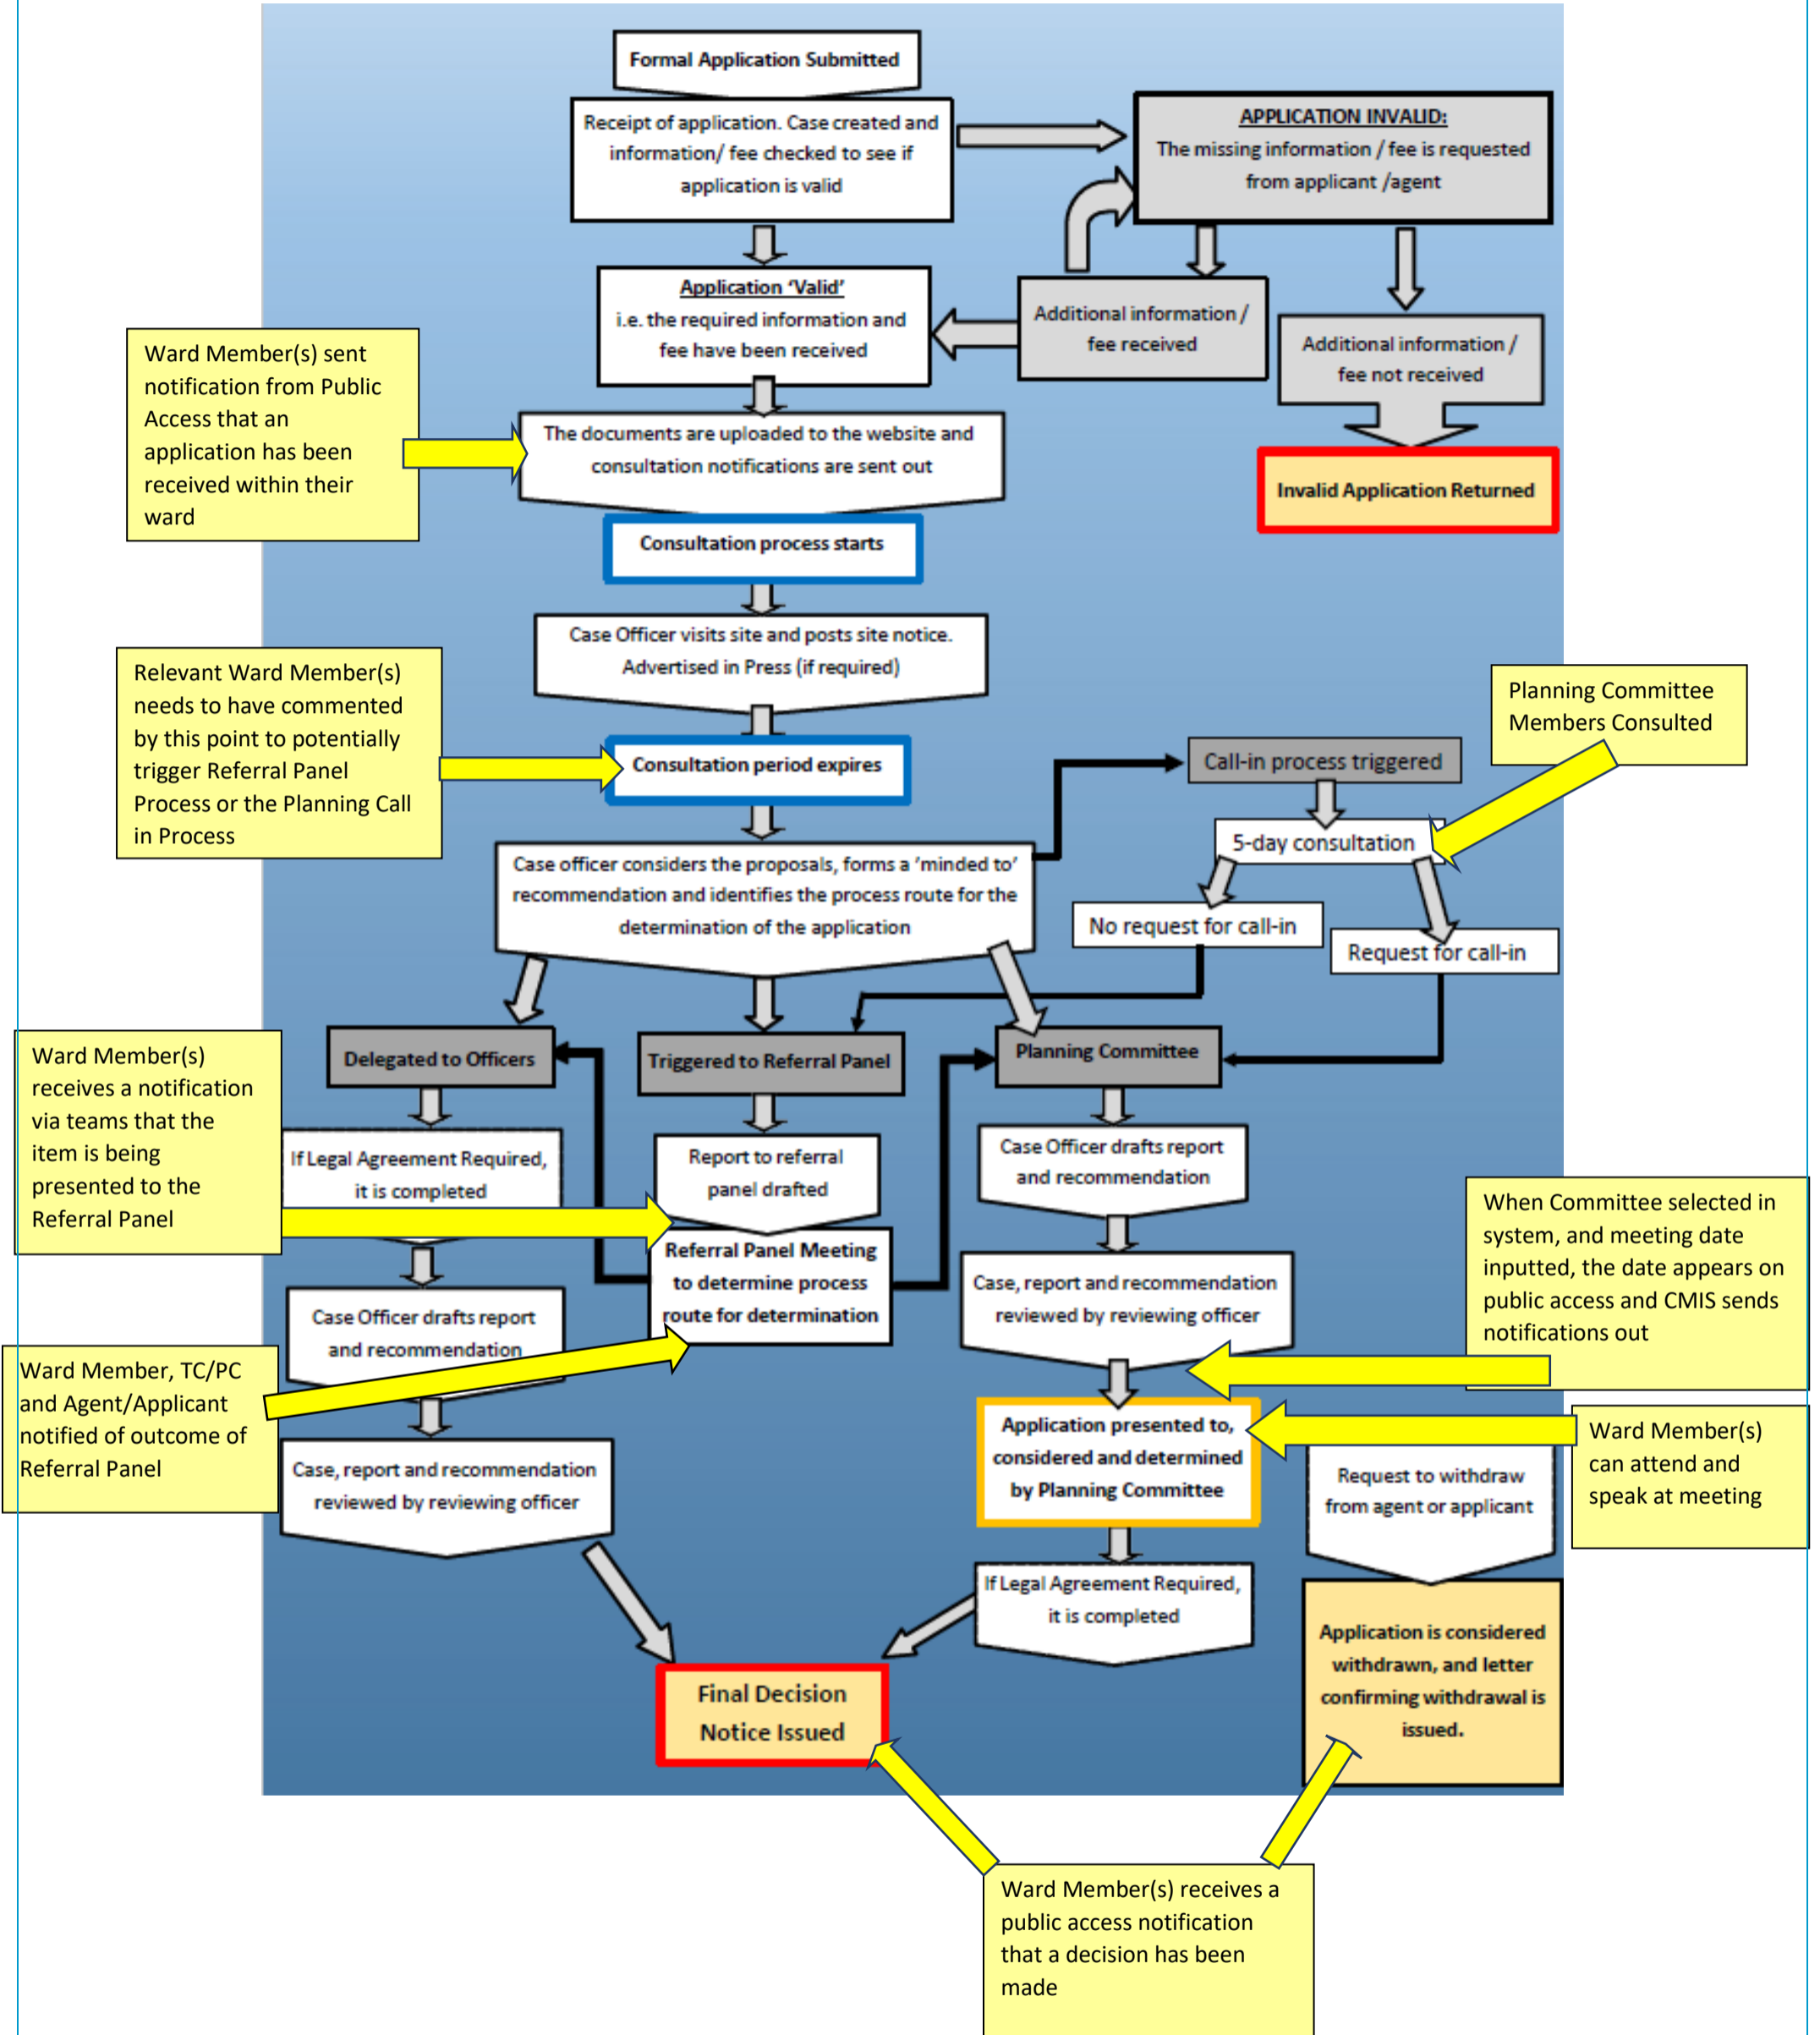 Formal Application Submitted
Receipt of application. Case created and
information/ fee checked to see if
application is valid
APPLICATION INVALID:
The missing information / fee is requested
from applicant /agent
Application ‘Valid’
i.e. the required information and
fee have been received
Additional information /
fee received
Additional information /
fee not received
Invalid Application Returned
Ward Member(s) sent
notification from Public
Access that an
application has been
received within their
ward
The documents are uploaded to the website and
consultation notifications are sent out
Consultation process starts
Case Officer visits site and posts site notice.
Advertised in Press (if required)
Relevant Ward Member(s)
needs to have commented
by this point to potentially
trigger Referral Panel
Process or the Planning Call
in Process
Consultation period expires
Planning Committee
Members Consulted
Call-in process triggered
5-day consultation
No request for call-in
Request for call-in
Case officer considers the proposals, forms a ‘minded to’
recommendation and identifies the process route for the
determination of the application
Delegated to Officers
Triggered to Referral Panel
Planning Committee
Ward Member(s)
receives a notification
via teams that the
item is being
presented to the
Referral Panel
If Legal Agreement Required,
it is completed
Report to referral
panel drafted
Case Officer drafts report
and recommendation
Referral Panel Meeting
to determine process
route for determination
Case, report and recommendation
reviewed by reviewing officer
When Committee selected in
system, and meeting date
inputted, the date appears on
public access and CMIS sends
notifications out
Case Officer drafts report
and recommendation
Ward Member, TC/PC
and Agent/Applicant
notified of outcome of
Referral Panel
Case, report and recommendation
reviewed by reviewing officer
Application presented to,
considered and determined
by Planning Committee
Ward Member(s)
can attend and
speak at meeting
Request to withdraw
from agent or applicant
If Legal Agreement Required,
it is completed
Application is considered
withdrawn, and letter
confirming withdrawal is
issued.
Final Decision
Notice Issued
Ward Member(s) receives a
public access notification
that a decision has been
made